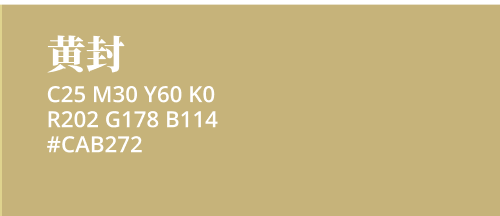 黄封
C25 M30 Y60 K0
R202 G178 B114
#CAB272